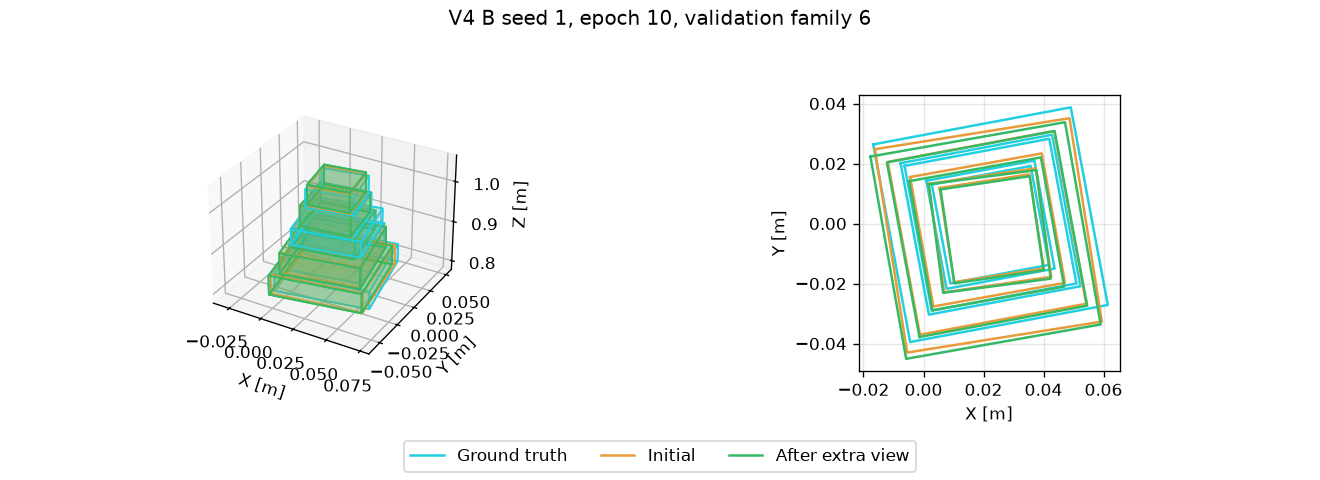 V4 B seed 1, epoch 10, validation family 6
1.0
0.9
0.8
Z [m]
−0.025
0.000
0.025
0.050
0.075
X [m]
−0.050
−0.025
0.000
0.025
0.050
Y [m]
0.04
0.02
0.00
−0.02
−0.04
Y [m]
−0.02 0.00 0.02 0.04 0.06
X [m]
Ground truth Initial After extra view